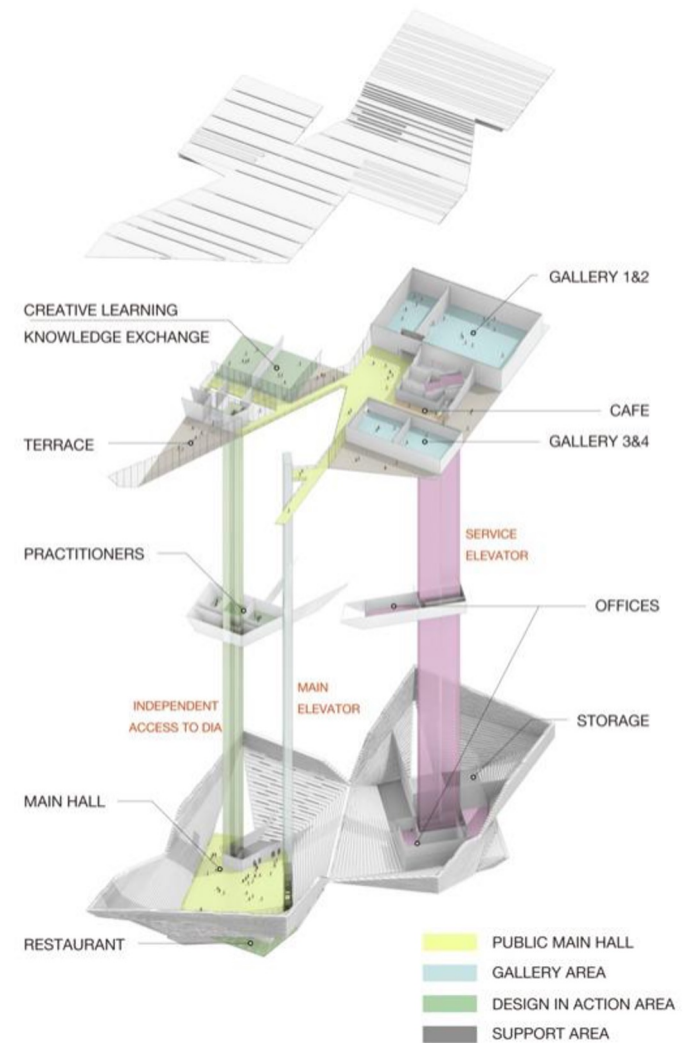 GALLERY 1&2
CREATIVE LEARNING
KNOWLEDGE EXCHANGE
CAFE
TERRACE
GALLERY 3&4
SERVICE
ELEVATOR
PRACTITIONERS
OFFICES
MAIN
ELEVATOR
INDEPENDENT
ACCESS TO DIA
STORAGE
MAIN HALL
RESTAURANT
PUBLIC MAIN HALL
GALLERY AREA
DESIGN IN ACTION AREA
SUPPORT AREA